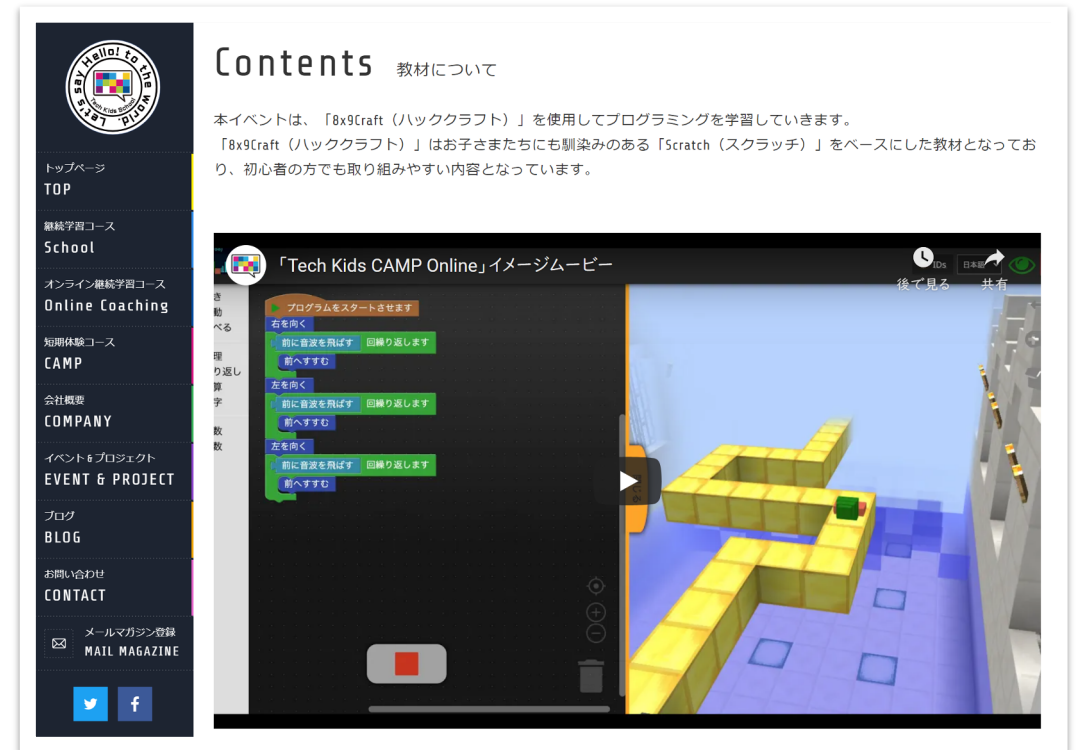 Let's say Hello! to the world.
Tech Kids School
トップページ
TOP
継続学習コース
School
オンライン継続学習コース
Online Coaching
短期体験コース
CAMP
会社概要
COMPANY
イベント&プロジェクト
EVENT & PROJECT
ブログ
BLOG
お問い合わせ
CONTACT
メールマガジン登録
MAIL MAGAZINE
Contents 教材について
本イベントは、「8x9Craft（ハッククラフト）」を使用してプログラミングを学習していきます。
「8x9Craft（ハッククラフト）」はお子さまたちにも馴染みのある「Scratch（スクラッチ）」をベースにした教材となってお
り、初心者の方でも取り組みやすい内容となっています。
「Tech Kids CAMP Online」イメージムービー
IDs
日本語
後で見る
共有
き
動
べる
理
り返し
算
字
数
数
プログラムをスタートさせます
右を向く
前に音波を飛ばす 回繰り返します
前へすすむ
左を向く
前に音波を飛ばす 回繰り返します
前へすすむ
左を向く
前に音波を飛ばす 回繰り返します
前へすすむ